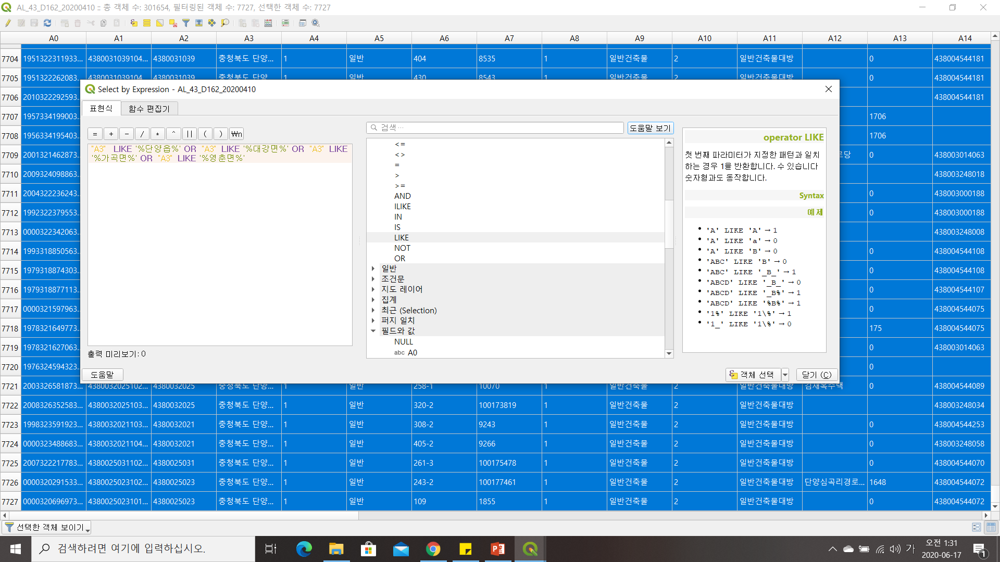 AL_43_D162_20200410 :: 총 객체 수: 301654, 필터링된 객체 수: 7727, 선택한 객체 수: 7727
A0 A1 A2 A3 A4 A5 A6 A7 A8 A9 A10 A11 A12 A13 A14
7704 1951322311933... 4380031039104... 4380031039 충청북도 단양... 1 일반 404 8535 1 일반건축물 2 일반건축물대방 0 438004544181
7705 1951322262083... 4380031039104... 4380031039 충청북도 단양... 1 일반 430 8543 1 일반건축물 2 일반건축물대방 0 438004544181
7706 2010322292593... 438004544181
7707 1957334199003... 1706
7708 1956334195403... 1706
7709 2001321462873... 로당 0 438003014063
7710 2009324098863... 438003248018
7711 2004322236243... 0 438003000188
7712 1992322379553... 0 438003000188
7713 0000322342063... 438003248008
7714 1993318850563... 0 438004544108
7715 1979318874303... 0 438004544108
7716 1979318877113... 0 438004544107
7717 0000321597963... 0 438004544075
7718 1978321649773... 175 438004544075
7719 1978321627063... 0 438003014063
7720 1976324594323... 0
7721 2003326581873... 4380032025102... 4380032025 충청북도 단양... 1 일반 258-1 10070 1 일반건축물 2 일반건축물대방 김재옥주택 0 438004544089
7722 2008326352583... 4380032025103... 4380032025 충청북도 단양... 1 일반 320-2 100173819 1 일반건축물 2 일반건축물대방 438003248034
7723 1998323591923... 4380032021103... 4380032021 충청북도 단양... 1 일반 308-2 9243 1 일반건축물 2 일반건축물대방 0 438004544253
7724 0000323488683... 4380032021104... 4380032021 충청북도 단양... 1 일반 405-2 9266 1 일반건축물 2 일반건축물대방 0 438003248058
7725 2007322217783... 4380025031102... 4380025031 충청북도 단양... 1 일반 261-3 100175478 1 일반건축물 2 일반건축물대방 0 438004544070
7726 0000320291533... 4380025023102... 4380025023 충청북도 단양... 1 일반 243-2 100177461 1 일반건축물 2 일반건축물대방 단양심곡리경로... 1648 438004544072
7727 0000320696973... 4380025023101... 4380025023 충청북도 단양... 1 일반 109 1855 1 일반건축물 2 일반건축물대방 0 438004544072
Select by Expression - AL_43_D162_20200410
표현식 함수 편집기
= + - / * ^ || ( ) ₩n
"A3" LIKE '%단양읍%' OR "A3" LIKE '%대강면%' OR "A3" LIKE
'%가곡면%' OR "A3" LIKE '%영춘면%'
출력 미리보기: 0
도움말
검색...
도움말 보기
<=
<>
=
>
>=
AND
ILIKE
IN
IS
LIKE
NOT
OR
일반
조건문
지도 레이어
집계
최근 (Selection)
퍼지 일치
필드와 값
NULL
abc A0
operator LIKE
첫 번째 파라미터가 지정한 패턴과 일치
하는 경우 1을 반환합니다. 수 있습니다
숫자형과도 동작합니다.
Syntax
예제
• 'A' LIKE 'A' → 1
• 'A' LIKE 'a' → 0
• 'A' LIKE 'B' → 0
• 'ABC' LIKE 'B' → 0
• 'ABC' LIKE '_B_' → 1
• 'ABCD' LIKE '_B_' → 0
• 'ABCD' LIKE '_B%' → 1
• 'ABCD' LIKE '%B%' → 1
• '1%' LIKE '1\%' → 1
• '1_' LIKE '1\%' → 0
객체 선택 닫기 (C)
선택한 객체 보이기
검색하려면 여기에 입력하십시오.
가
오전 1:31
2020-06-17
1